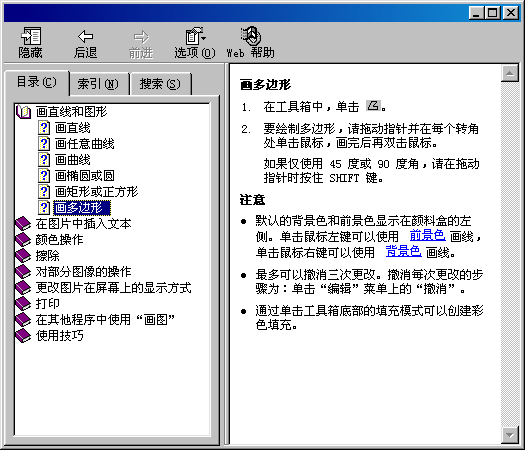 隐藏 后退 前进 选项(O) Web 帮助
目录(C) 索引(N) 搜索(S)
画直线和图形
画直线
画任意曲线
画曲线
画椭圆或圆
画矩形或正方形
画多边形
在图片中插入文本
颜色操作
擦除
对部分图像的操作
更改图片在屏幕上的显示方式
打印
在其他程序中使用“画图”
使用技巧
画多边形
1. 在工具箱中，单击 。
2. 要绘制多边形，请拖动指针并在每个转角
处单击鼠标，画完后再双击鼠标。
如果仅使用 45 度或 90 度角，请在拖动
指针时按住 SHIFT 键。
注意
• 默认的背景色和前景色显示在颜料盒的左
侧。单击鼠标左键可以使用 前景色 画线，
单击鼠标右键可以使用 背景色 画线。
• 最多可以撤消三次更改。撤消每次更改的步
骤为：单击“编辑”菜单上的“撤消”。
• 通过单击工具箱底部的填充模式可以创建彩
色填充。